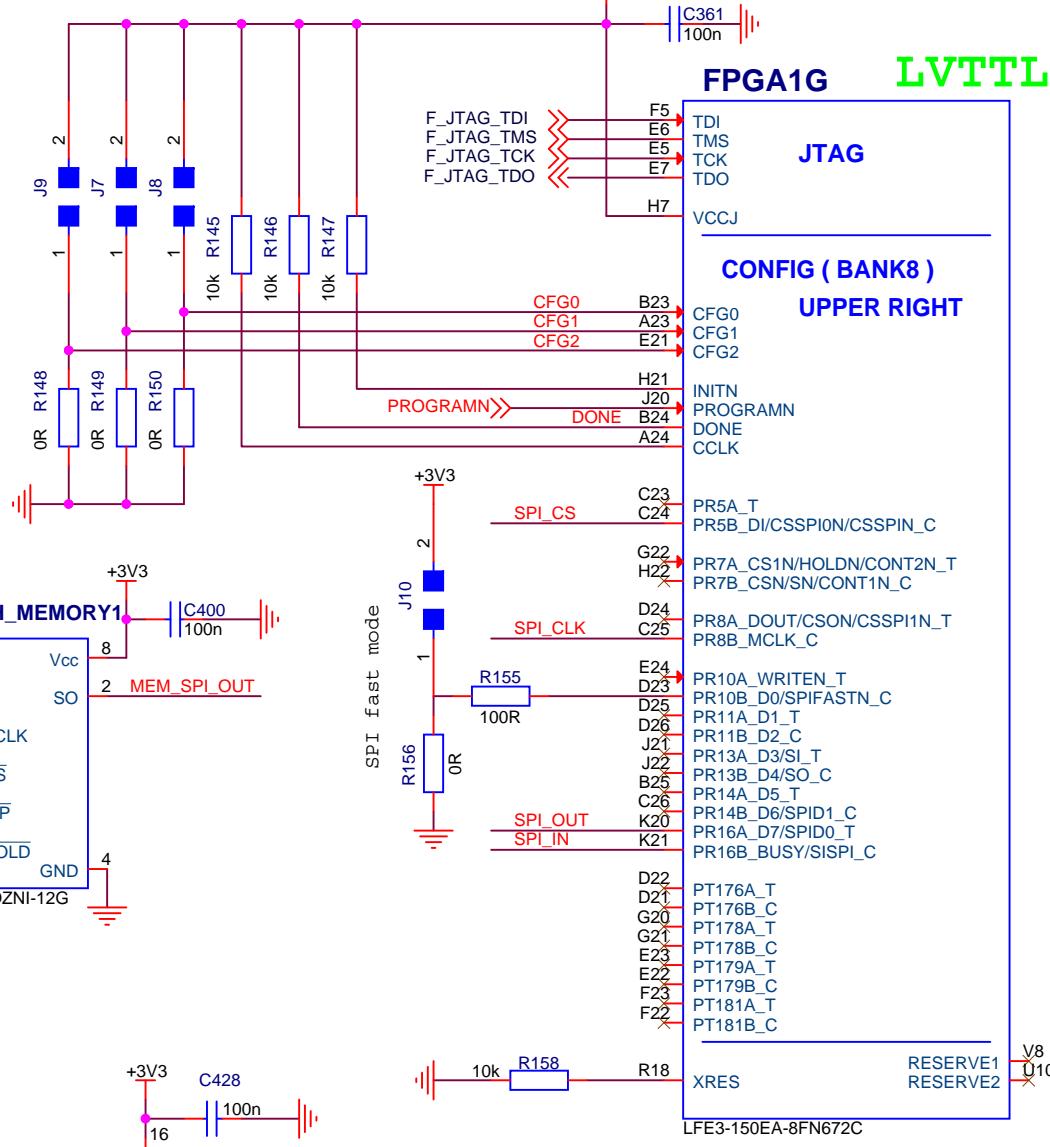 C361
100n
FPGA1G
LVTTL
F_JTAG_TDI
F_JTAG_TMS
F_JTAG_TCK
F_JTAG_TDO
F5
E6
E5
E7
H7
TDI
TMS
TCK
TDO
VCCJ
JTAG
2
2
2
J9
J7
J8
1
1
1
R145
10k
R146
10k
R147
10k
CONFIG ( BANK8 )
UPPER RIGHT
CFG0 B23 CFG0
CFG1 A23 CFG1
CFG2 E21 CFG2
R148
0R
R149
0R
R150
0R
H21 INITN
PROGRAMN J20 PROGRAMN
DONE B24 DONE
A24 CCLK
+3V3
2
J10
1
SPI fast mode
R155
100R
R156
0R
C23 PR5A_T
SPI_CS C24 PR5B_DI/CSSPI0N/CSSPIN_C
G22 PR7A_CS1N/HOLDN/CONT2N_T
H22 PR7B_CSN/SN/CONT1N_C
D24 PR8A_DOUT/CSON/CSSPI1N_T
SPI_CLK C25 PR8B_MCLK_C
E24 PR10A_WRITEN_T
D23 PR10B_D0/SPIFASTN_C
D25 PR11A_D1_T
D26 PR11B_D2_C
J21 PR13A_D3/SI_T
J22 PR13B_D4/SO_C
B25 PR14A_D5_T
C26 PR14B_D6/SPID1_C
SPI_OUT K20 PR16A_D7/SPID0_T
SPI_IN K21 PR16B_BUSY/SISPI_C
+3V3
I_MEMORY1
C400
100n
Vcc 8
SO 2 MEM_SPI_OUT
CLK
S
P
OLD
GND 4
ZNI-12G
D22 PT176A_T
D21 PT176B_C
G20 PT178A_T
G21 PT178B_C
E23 PT179A_T
E22 PT179B_C
F23 PT181A_T
F22 PT181B_C
10k R158 R18 XRES
RESERVE1 V8
RESERVE2 U10
LFE3-150EA-8FN672C
+3V3
C428
100n
16